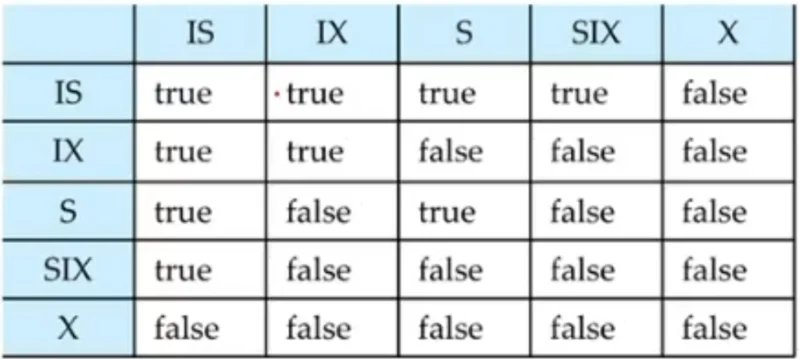 IS IX S SIX X
IS true true true true false
IX true true false false false
S true false true false false
SIX true false false false false
X false false false false false